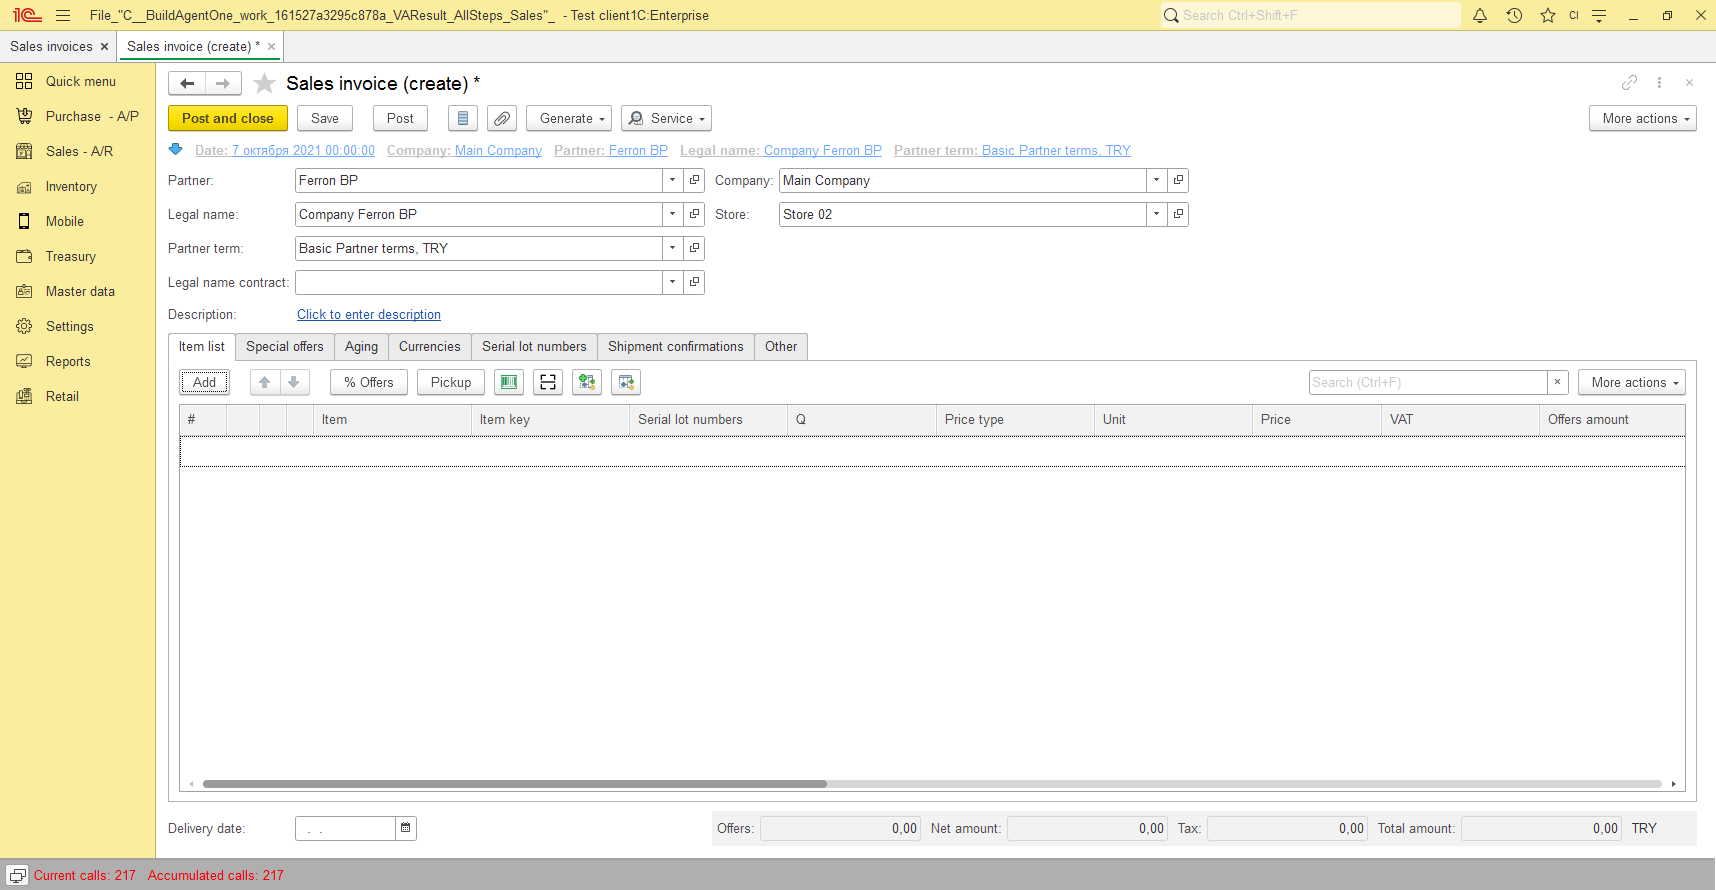 File_"C__BuildAgentOne_work_161527a3295c878a_VAResult_AllSteps_Sales"_ - Test client1C:Enterprise
Search Ctrl+Shift+F
CI
Sales invoices
Sales invoice (create) *
Quick menu
Purchase - A/P
Sales - A/R
Inventory
Mobile
Treasury
Master data
Settings
Reports
Retail
Sales invoice (create) *
Post and close
Save
Post
Generate
Service
More actions
Date: 7 октября 2021 00:00:00 Company: Main Company Partner: Ferron BP Legal name: Company Ferron BP Partner term: Basic Partner terms, TRY
Partner: Ferron BP Company: Main Company
Legal name: Company Ferron BP Store: Store 02
Partner term: Basic Partner terms, TRY
Legal name contract:
Description: Click to enter description
Item list Special offers Aging Currencies Serial lot numbers Shipment confirmations Other
Add % Offers Pickup Search (Ctrl+F) More actions
# Item Item key Serial lot numbers Q Price type Unit Price VAT Offers amount
Delivery date: . . Offers: 0,00 Net amount: 0,00 Tax: 0,00 Total amount: 0,00 TRY
Current calls: 217 Accumulated calls: 217